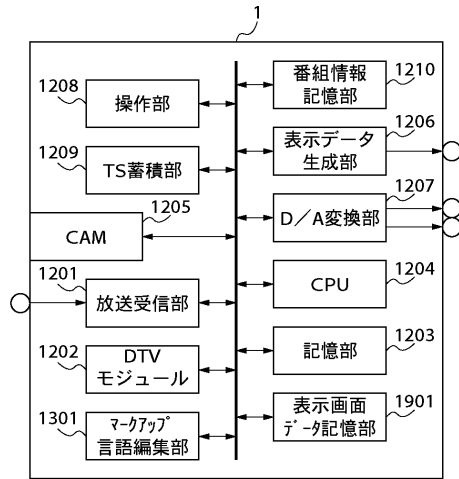 1
1208
操作部
1209
TS蓄積部
1205
CAM
1201
放送受信部
1202
DTV
モジュール
1301
マークアップ
言語編集部
番組情報
記憶部
1210
表示データ
生成部
1206
D/A変換部
1207
CPU
1204
記憶部
1203
表示画面
データ記憶部
1901